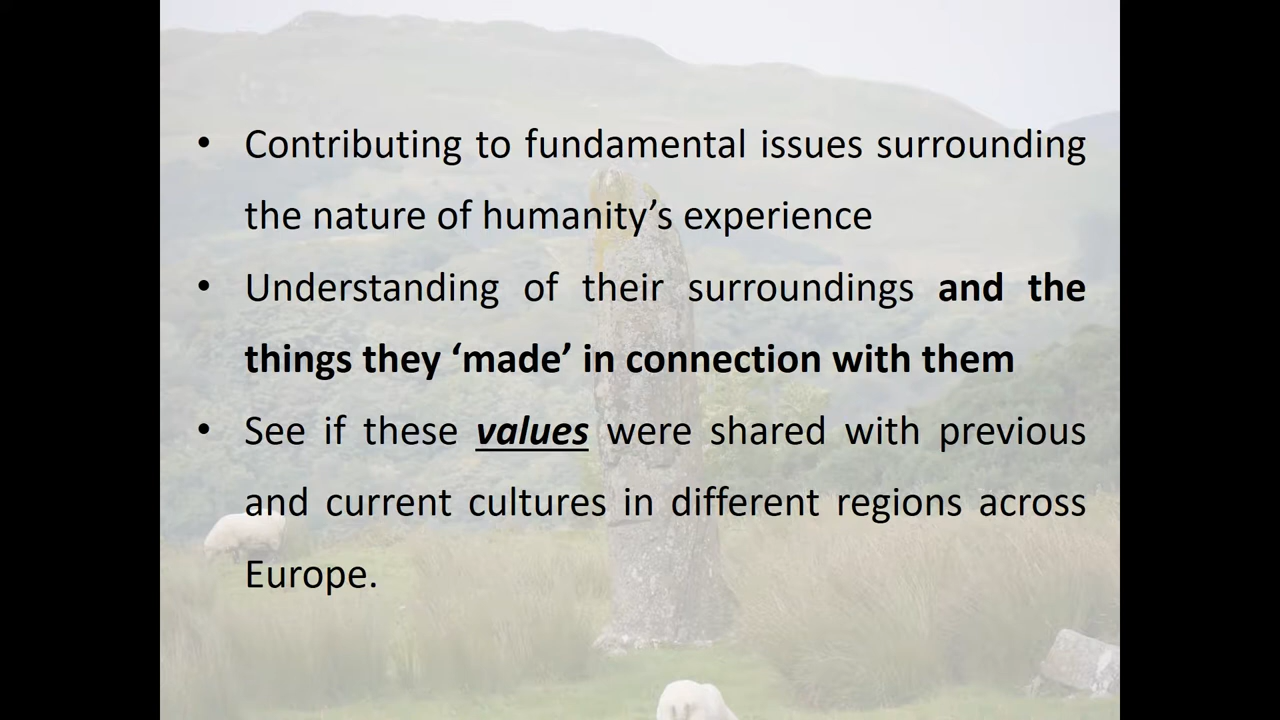 • Contributing to fundamental issues surrounding
the nature of humanity’s experience
• Understanding of their surroundings and the
things they ‘made’ in connection with them
• See if these values were shared with previous
and current cultures in different regions across
Europe.